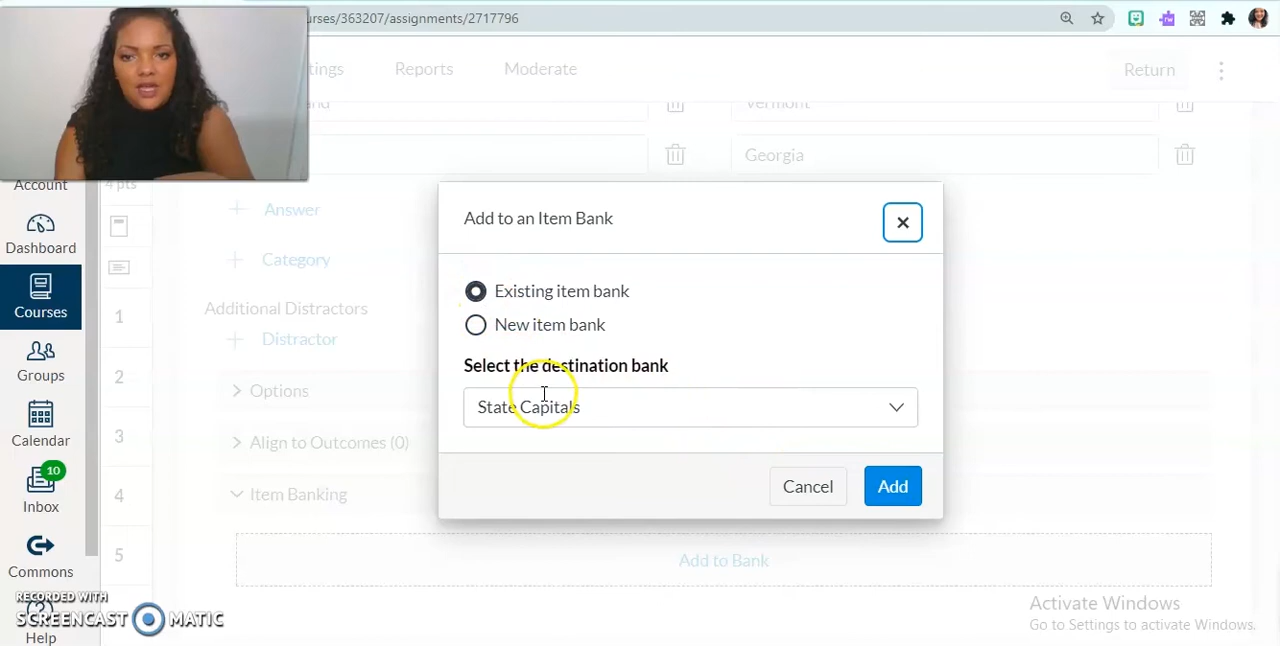 urses/363207/assignments/2717796
ttings
Reports
Moderate
Return
Vermont
Georgia
Account
4 pts
Answer
Dashboard
Category
Courses
Additional Distractors
1
Distractor
Groups
2
Options
Calendar
3
Align to Outcomes (0)
10
Inbox
4
Item Banking
Commons
5
Add to Bank
Help
Add to an Item Bank
Existing item bank
New item bank
Select the destination bank
State Capitals
Cancel
Add
RECORDED WITH
SCREENCAST MATIC
Activate Windows
Go to Settings to activate Windows.